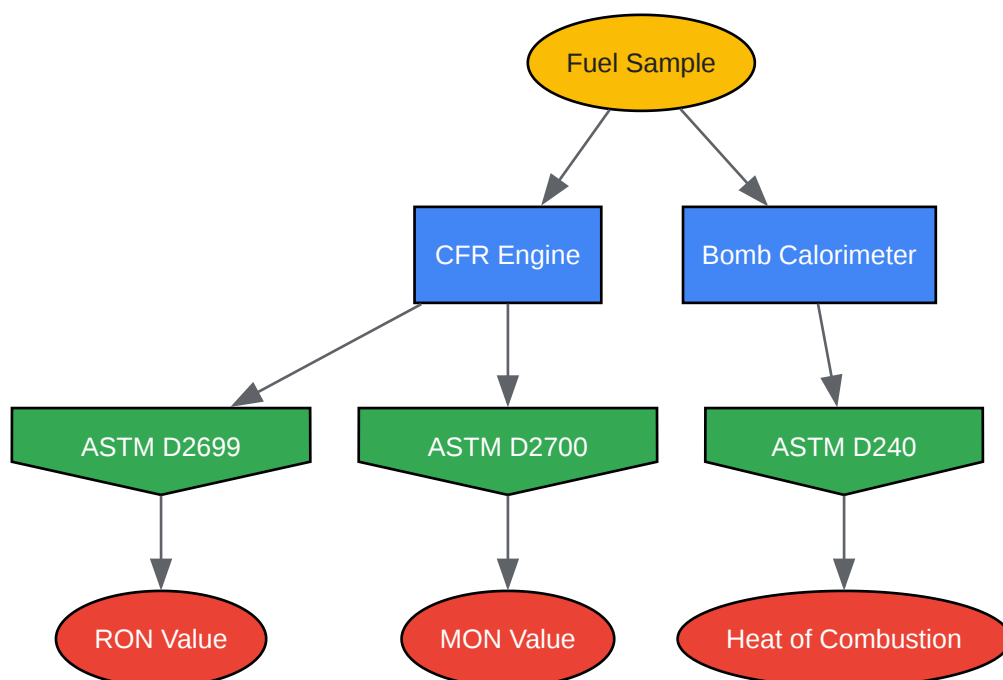 Fuel Sample
CFR Engine
Bomb Calorimeter
ASTM D2699
ASTM D2700
ASTM D240
RON Value
MON Value
Heat of Combustion